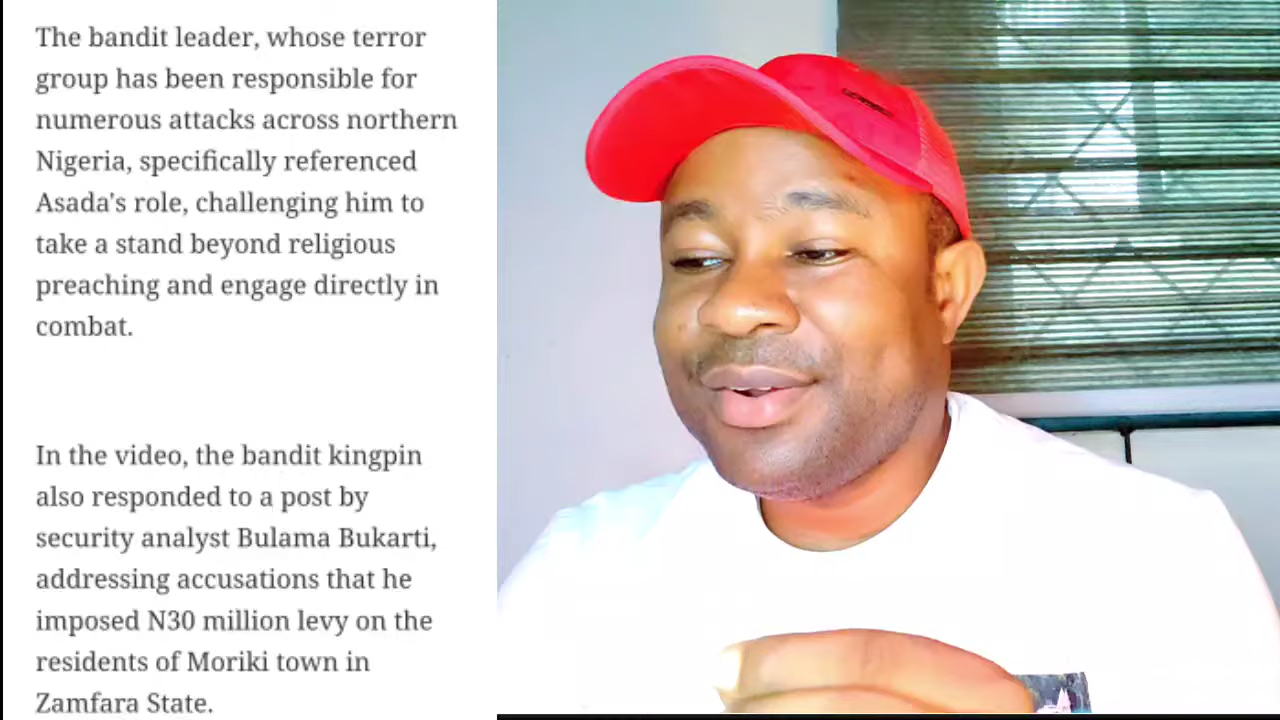 The bandit leader, whose terror
group has been responsible for
numerous attacks across northern
Nigeria, specifically referenced
Asada's role, challenging him to
take a stand beyond religious
preaching and engage directly in
combat.
In the video, the bandit kingpin
also responded to a post by
security analyst Bulama Bukarti,
addressing accusations that he
imposed N30 million levy on the
residents of Moriki town in
Zamfara State.